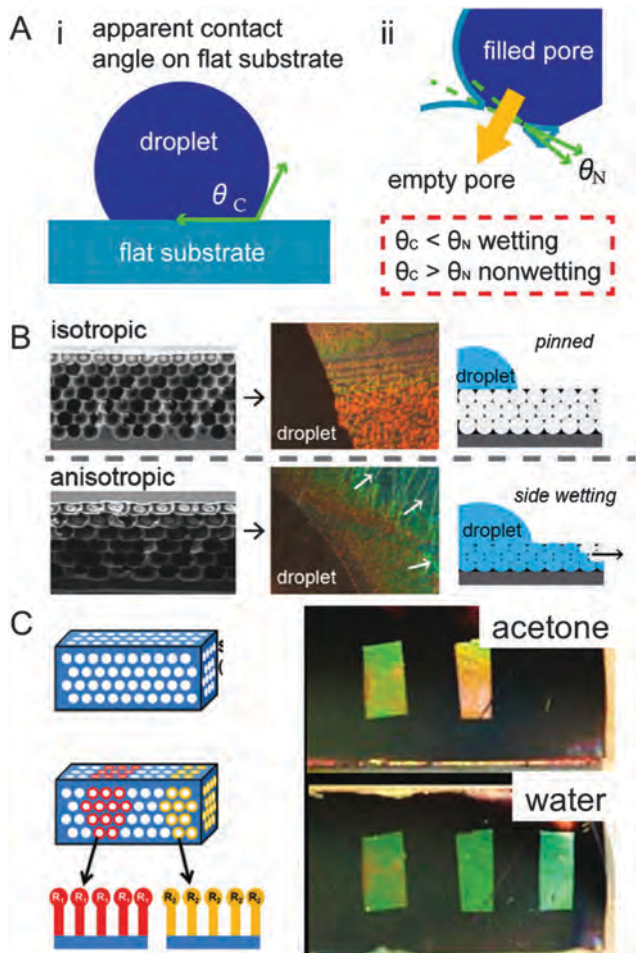 A
i
apparent contact
angle on flat substrate
droplet
θC
flat substrate
ii
filled pore
θN
empty pore
θC < θN wetting
θC > θN nonwetting
B
isotropic
droplet
pinned
droplet
anisotropic
droplet
side wetting
droplet
C
R1 R1 R1 R1 R1
R2 R2 R2 R2 R2
acetone
water